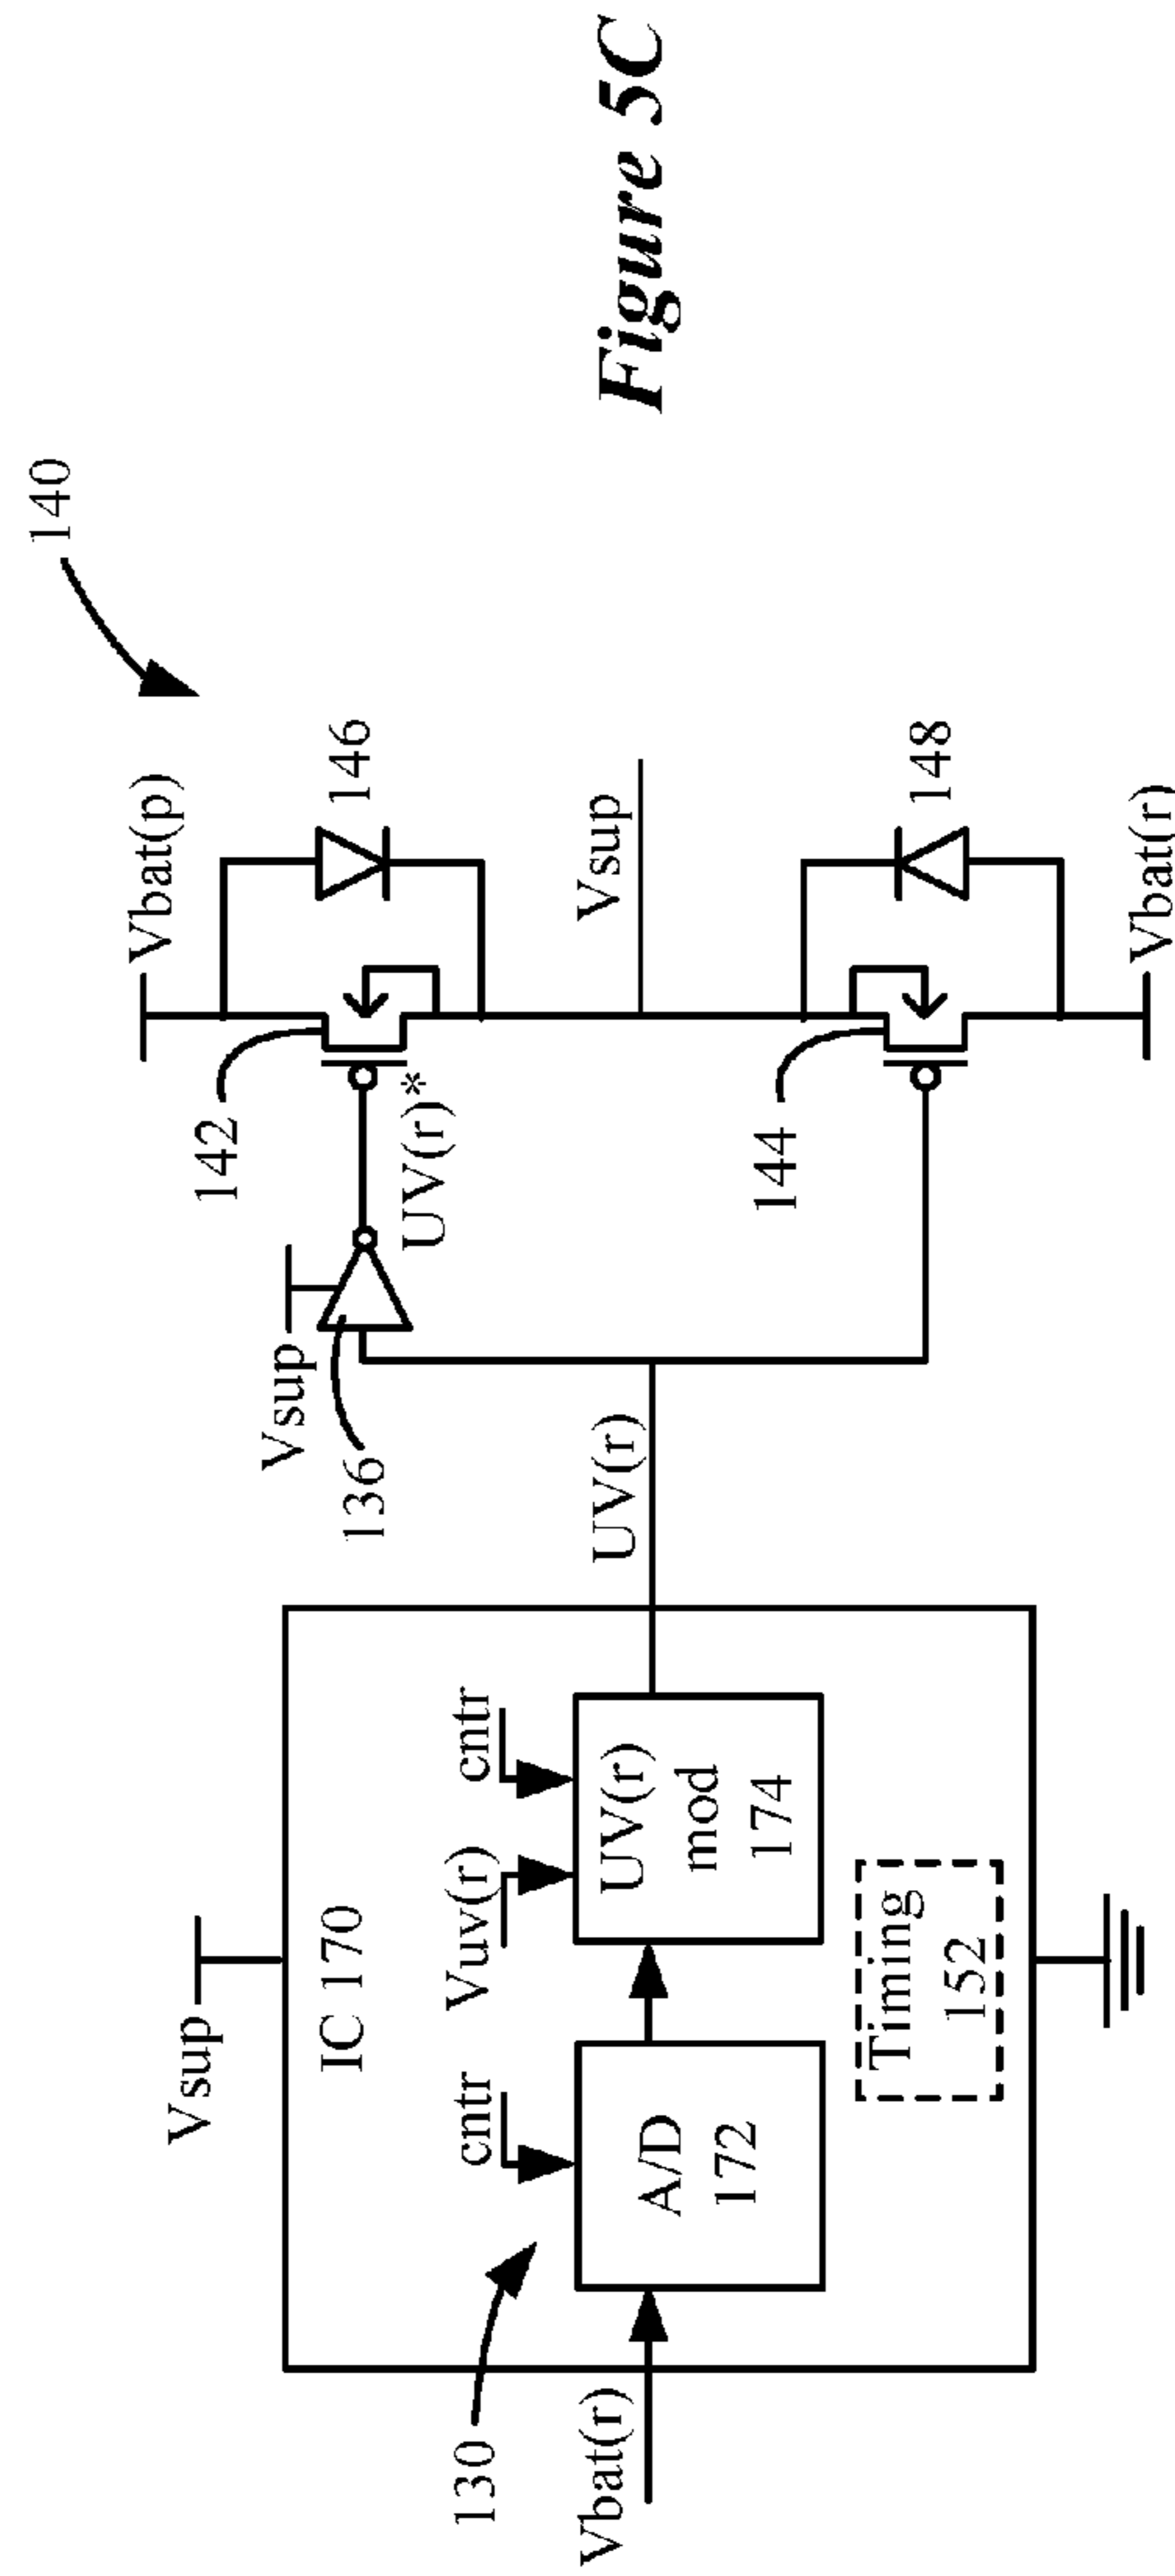 140
Vbat(p)
146
142
Vsup
UV(r)*
136
Vsup
IC 170
cntr
Vuv(r)
cntr
130
Vbat(r)
A/D
172
UV(r)
mod
174
UV(r)
Vsup
Timing
152
144
148
Vbat(r)
Figure 5C